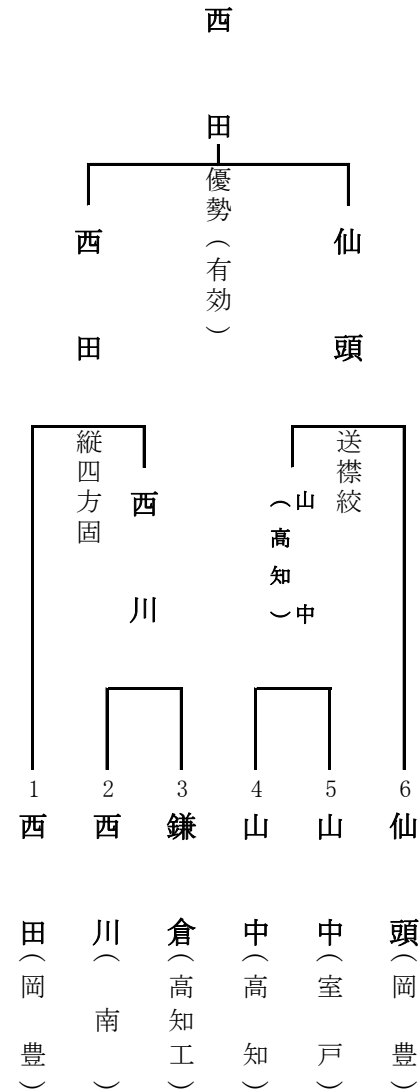 西田
優勢(有効)
西田
仙頭
縦四方固
送襟絞
西川
山中(高知)
1 西田(岡豊)
2 西川(南)
3 鎌倉(高知工)
4 山中(高知)
5 山中(室戸)
6 仙頭(岡豊)